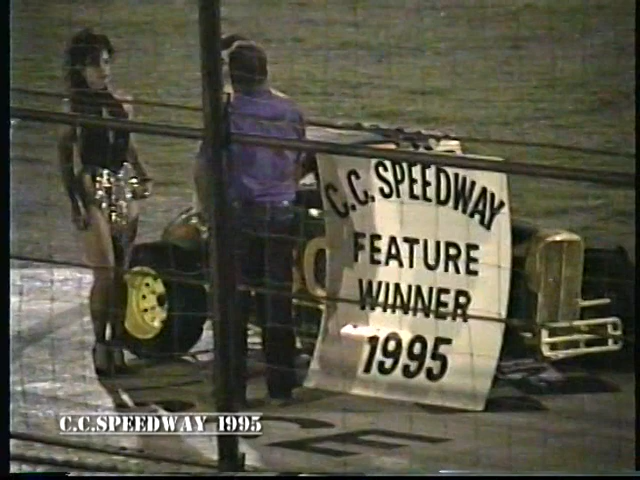 C.C. SPEEDWAY
FEATURE
WINNER
1995
C.C.SPEEDWAY 1995